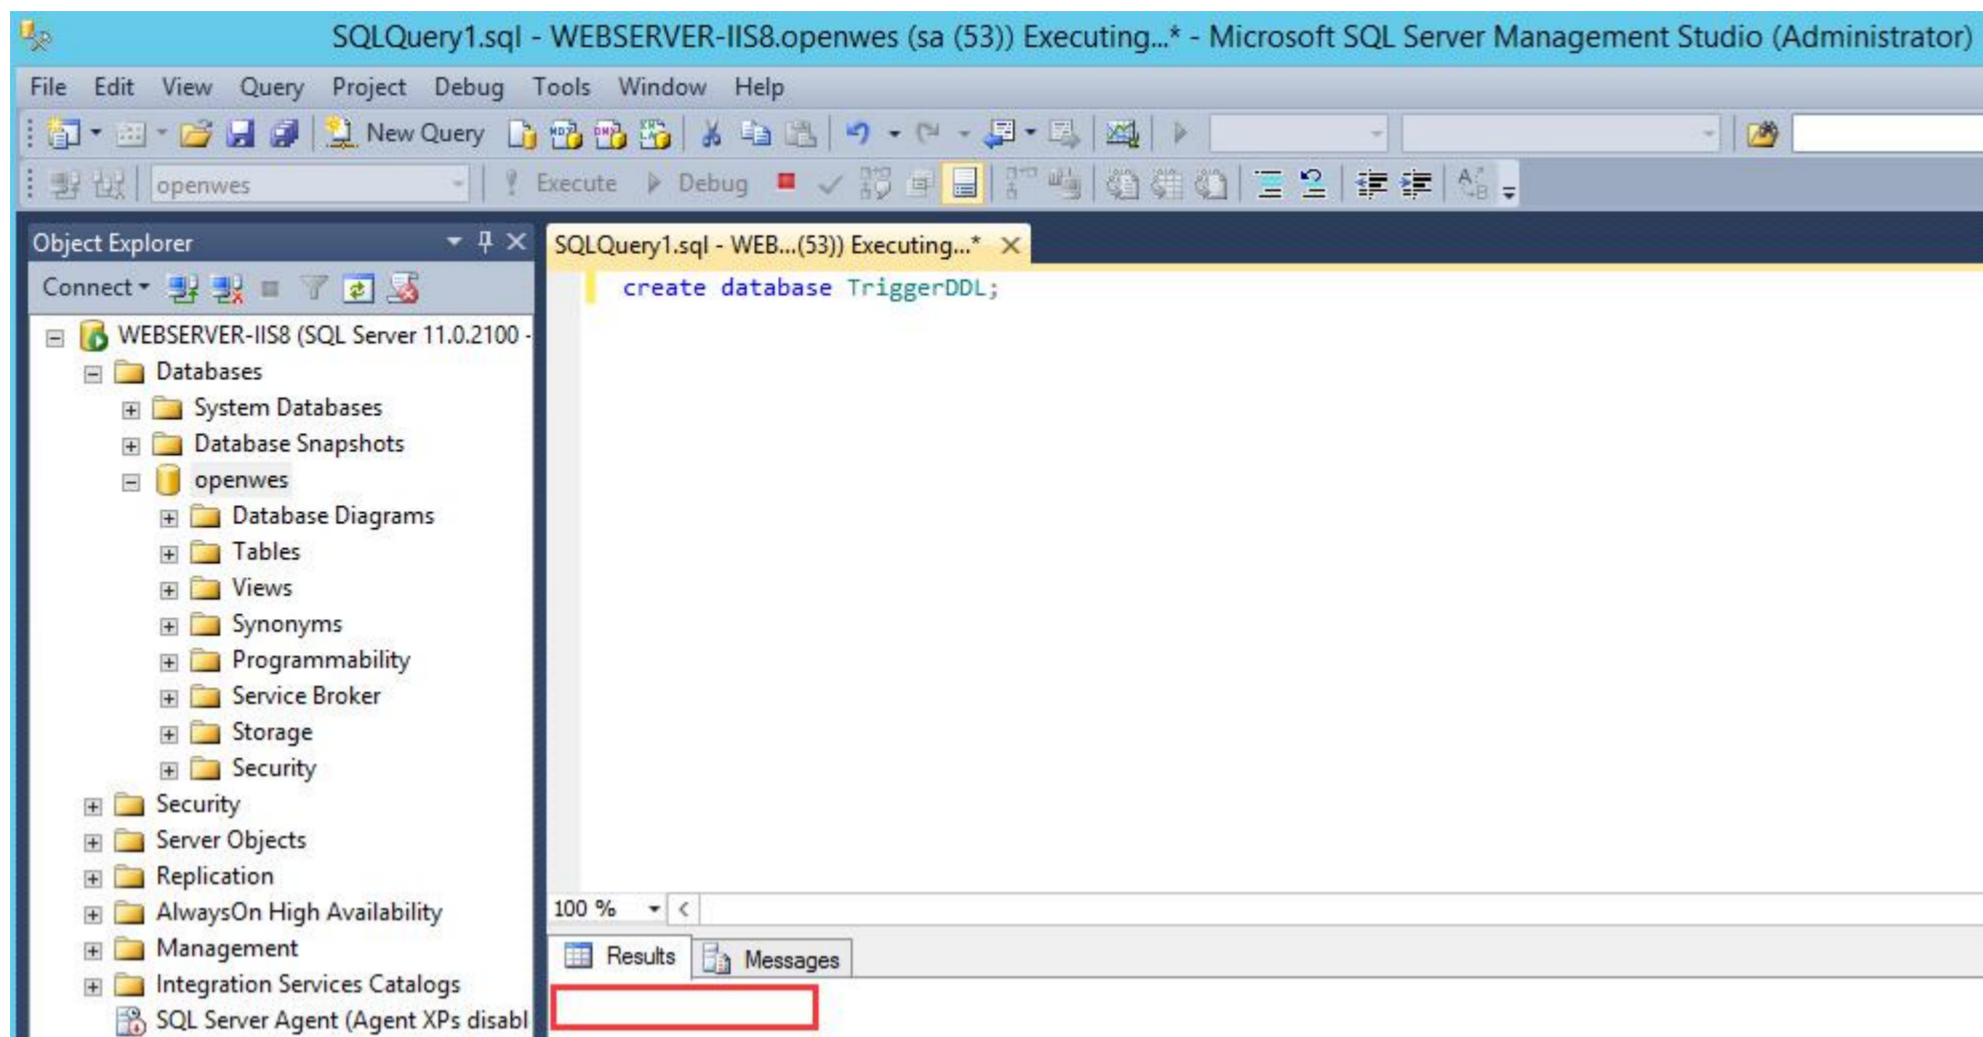 SQLQuery1.sql - WEBSERVER-IIS8.openwes (sa (53)) Executing...* - Microsoft SQL Server Management Studio (Administrator)
File Edit View Query Project Debug Tools Window Help
New Query
openwes Execute Debug
Object Explorer
Connect
WEBSERVER-IIS8 (SQL Server 11.0.2100 -
Databases
System Databases
Database Snapshots
openwes
Database Diagrams
Tables
Views
Synonyms
Programmability
Service Broker
Storage
Security
Security
Server Objects
Replication
AlwaysOn High Availability
Management
Integration Services Catalogs
SQL Server Agent (Agent XPs disabl
SQLQuery1.sql - WEB...(53)) Executing...*
create database TriggerDDL;
100 %
Results Messages